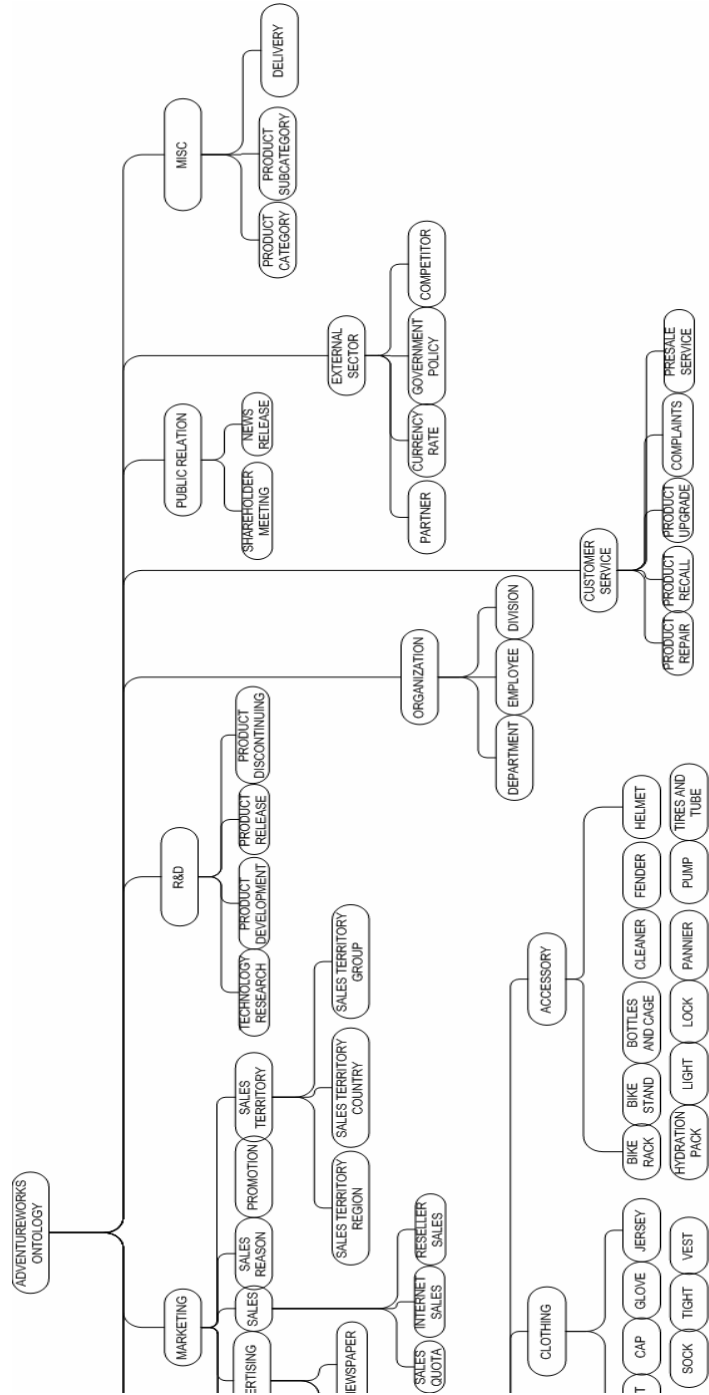 ADVENTUREWORKS
ONTOLOGY
MARKETING
R&D
PUBLIC RELATION
MISC
SALES
SALES
REASON
PROMOTION
SALES
TERRITORY
TECHNOLOGY
RESEARCH
PRODUCT
DEVELOPMENT
PRODUCT
RELEASE
PRODUCT
DISCONTINUING
SHAREHOLDER
MEETING
NEWS
RELEASE
PRODUCT
CATEGORY
PRODUCT
SUBCATEGORY
DELIVERY
SALES TERRITORY
REGION
SALES TERRITORY
COUNTRY
SALES TERRITORY
GROUP
EXTERNAL
SECTOR
SALES
QUOTA
INTERNET
SALES
RESELLER
SALES
ORGANIZATION
PARTNER
CURRENCY
RATE
GOVERNMENT
POLICY
COMPETITOR
DEPARTMENT
EMPLOYEE
DIVISION
CLOTHING
ACCESSORY
CUSTOMER
SERVICE
CAP
GLOVE
JERSEY
BIKE
RACK
BIKE
STAND
BOTTLES
AND CAGE
CLEANER
FENDER
HELMET
PRODUCT
REPAIR
PRODUCT
RECALL
PRODUCT
UPGRADE
COMPLAINTS
PRESALE
SERVICE
SOCK
TIGHT
VEST
HYDRATION
PACK
LIGHT
LOCK
PANNIER
PUMP
TIRES AND
TUBE